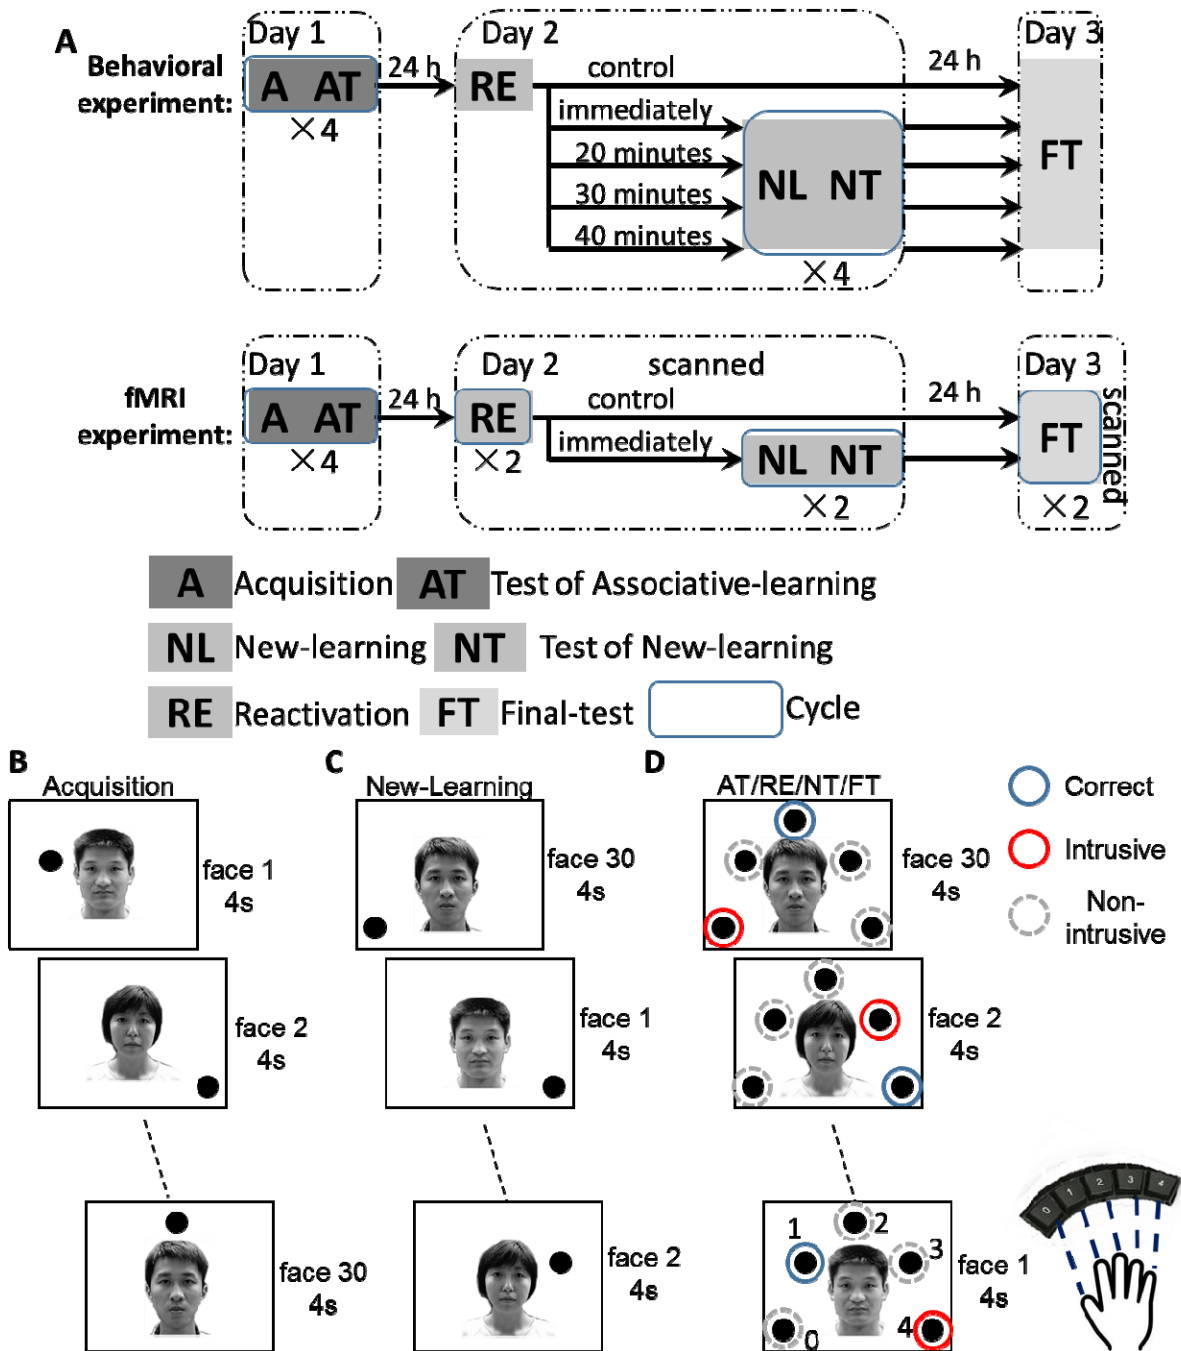 A
Behavioral
experiment:
Day 1
A AT
×4
24 h
Day 2
RE
control
immediately
20 minutes
30 minutes
40 minutes
NL NT
×4
24 h
Day 3
FT
fMRI
experiment:
Day 1
A AT
×4
24 h
Day 2
scanned
RE
×2
control
immediately
NL NT
×2
24 h
Day 3
FT
×2
scanned
A Acquisition AT Test of Associative-learning
NL New-learning NT Test of New-learning
RE Reactivation FT Final-test Cycle
B
Acquisition
face 1
4s
face 2
4s
face 30
4s
C
New-Learning
face 30
4s
face 1
4s
face 2
4s
D
AT/RE/NT/FT
face 30
4s
face 2
4s
1
2
3
0
4
face 1
4s
Correct
Intrusive
Non-
intrusive
0 1 2 3 4